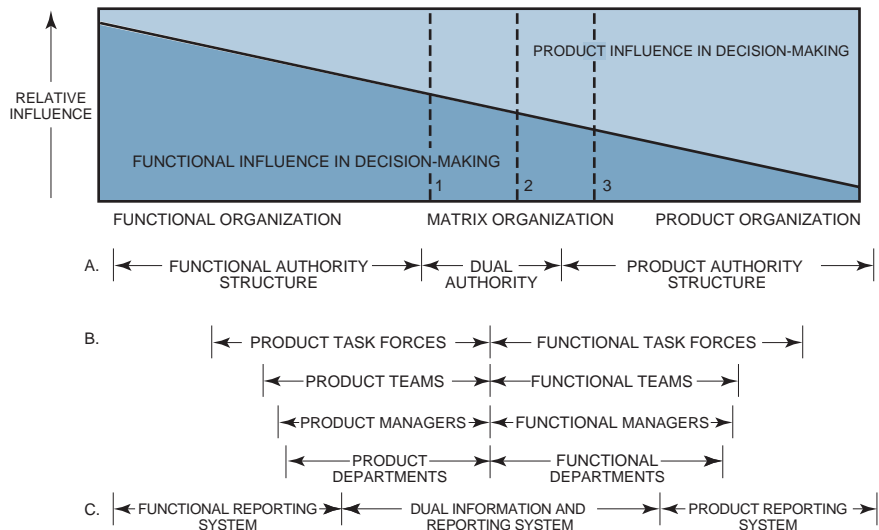 RELATIVE
INFLUENCE
PRODUCT INFLUENCE IN DECISION-MAKING
FUNCTIONAL INFLUENCE IN DECISION-MAKING
1
2
3
FUNCTIONAL ORGANIZATION
MATRIX ORGANIZATION
PRODUCT ORGANIZATION
A.
FUNCTIONAL AUTHORITY
STRUCTURE
DUAL
AUTHORITY
PRODUCT AUTHORITY
STRUCTURE
B.
PRODUCT TASK FORCES
FUNCTIONAL TASK FORCES
PRODUCT TEAMS
FUNCTIONAL TEAMS
PRODUCT MANAGERS
FUNCTIONAL MANAGERS
PRODUCT
DEPARTMENTS
FUNCTIONAL
DEPARTMENTS
C.
FUNCTIONAL REPORTING
SYSTEM
DUAL INFORMATION AND
REPORTING SYSTEM
PRODUCT REPORTING
SYSTEM